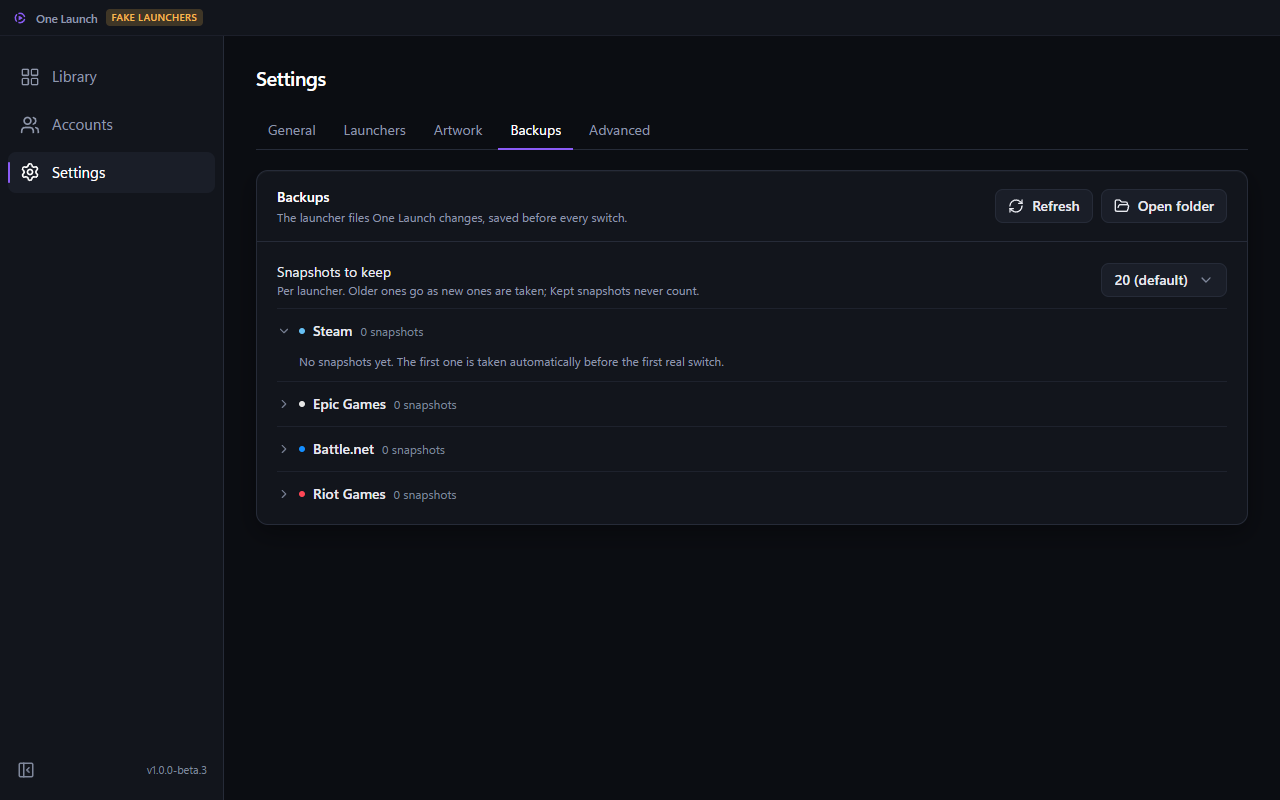 One Launch FAKE LAUNCHERS
Library
Accounts
Settings
Settings
General Launchers Artwork Backups Advanced
Backups
The launcher files One Launch changes, saved before every switch.
Refresh
Open folder
Snapshots to keep
Per launcher. Older ones go as new ones are taken; Kept snapshots never count.
20 (default)
Steam 0 snapshots
No snapshots yet. The first one is taken automatically before the first real switch.
Epic Games 0 snapshots
Battle.net 0 snapshots
Riot Games 0 snapshots
v1.0.0-beta.3